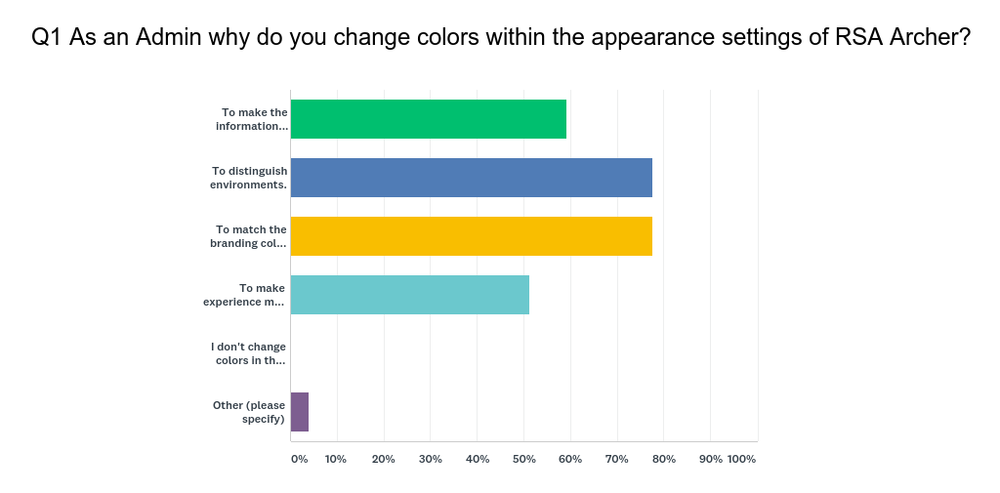 Q1 As an Admin why do you change colors within the appearance settings of RSA Archer?
To make the
information...
To distinguish
environments.
To match the
branding col...
To make
experience m...
I don't change
colors in th...
Other (please
specify)
0% 10% 20% 30% 40% 50% 60% 70% 80% 90% 100%